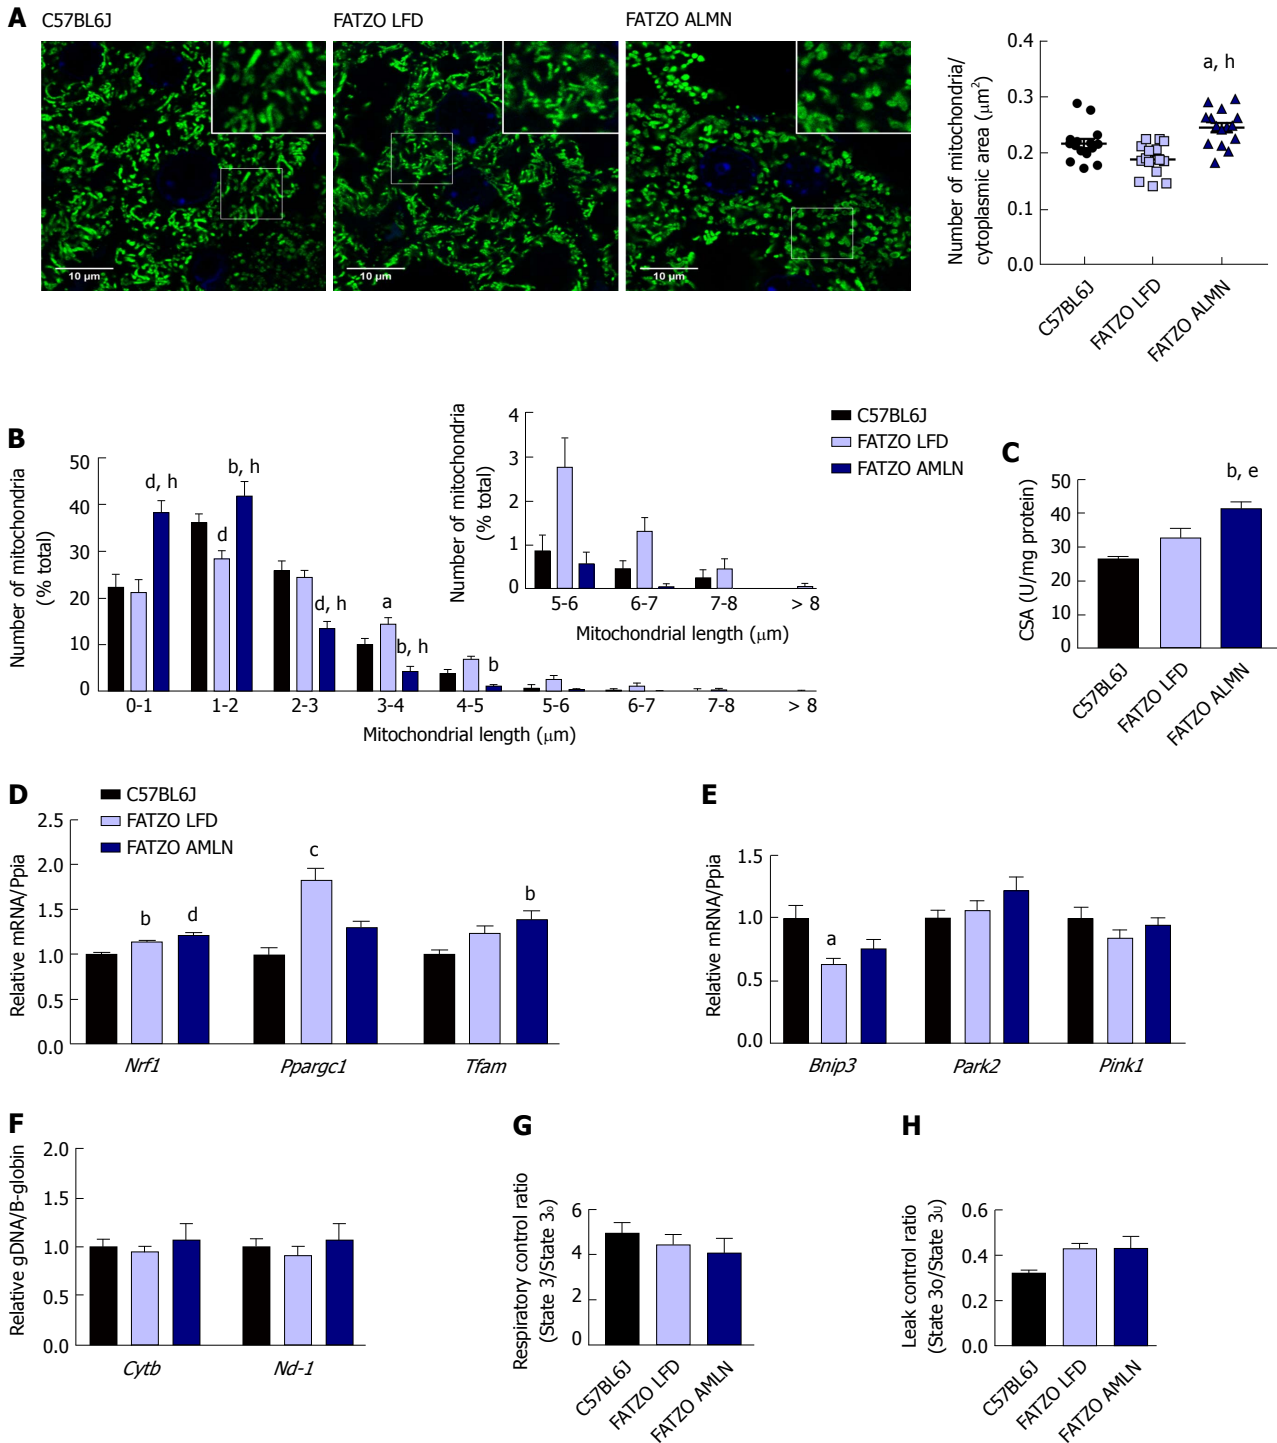 A
C57BL6J
FATZO LFD
FATZO ALMN
10 μm
10 μm
10 μm
Number of mitochondria/
cytoplasmic area (μm²)
0.4
0.3
0.2
0.1
0.0
a, h
C57BL6J
FATZO LFD
FATZO ALMN
B
Number of mitochondria
(% total)
50
40
30
20
10
0
d, h
b, h
d
d, h
a
b, h
b
0-1
1-2
2-3
3-4
4-5
5-6
6-7
7-8
> 8
Mitochondrial length (μm)
Number of mitochondria
(% total)
4
3
2
1
0
5-6
6-7
7-8
> 8
Mitochondrial length (μm)
C57BL6J
FATZO LFD
FATZO AMLN
C
CSA (U/mg protein)
50
40
30
20
10
0
b, e
C57BL6J
FATZO LFD
FATZO ALMN
D
C57BL6J
FATZO LFD
FATZO AMLN
Relative mRNA/Ppia
2.5
2.0
1.5
1.0
0.5
0.0
b
d
c
b
Nrf1
Ppargc1
Tfam
E
Relative mRNA/Ppia
1.5
1.0
0.5
0.0
a
Bnip3
Park2
Pink1
F
Relative gDNA/B-globin
2.0
1.5
1.0
0.5
0.0
Cytb
Nd-1
G
Respiratory control ratio
(State 3/State 3o)
6
4
2
0
C57BL6J
FATZO LFD
FATZO AMLN
H
Leak control ratio
(State 3o/State 3u)
0.6
0.4
0.2
0.0
C57BL6J
FATZO LFD
FATZO AMLN